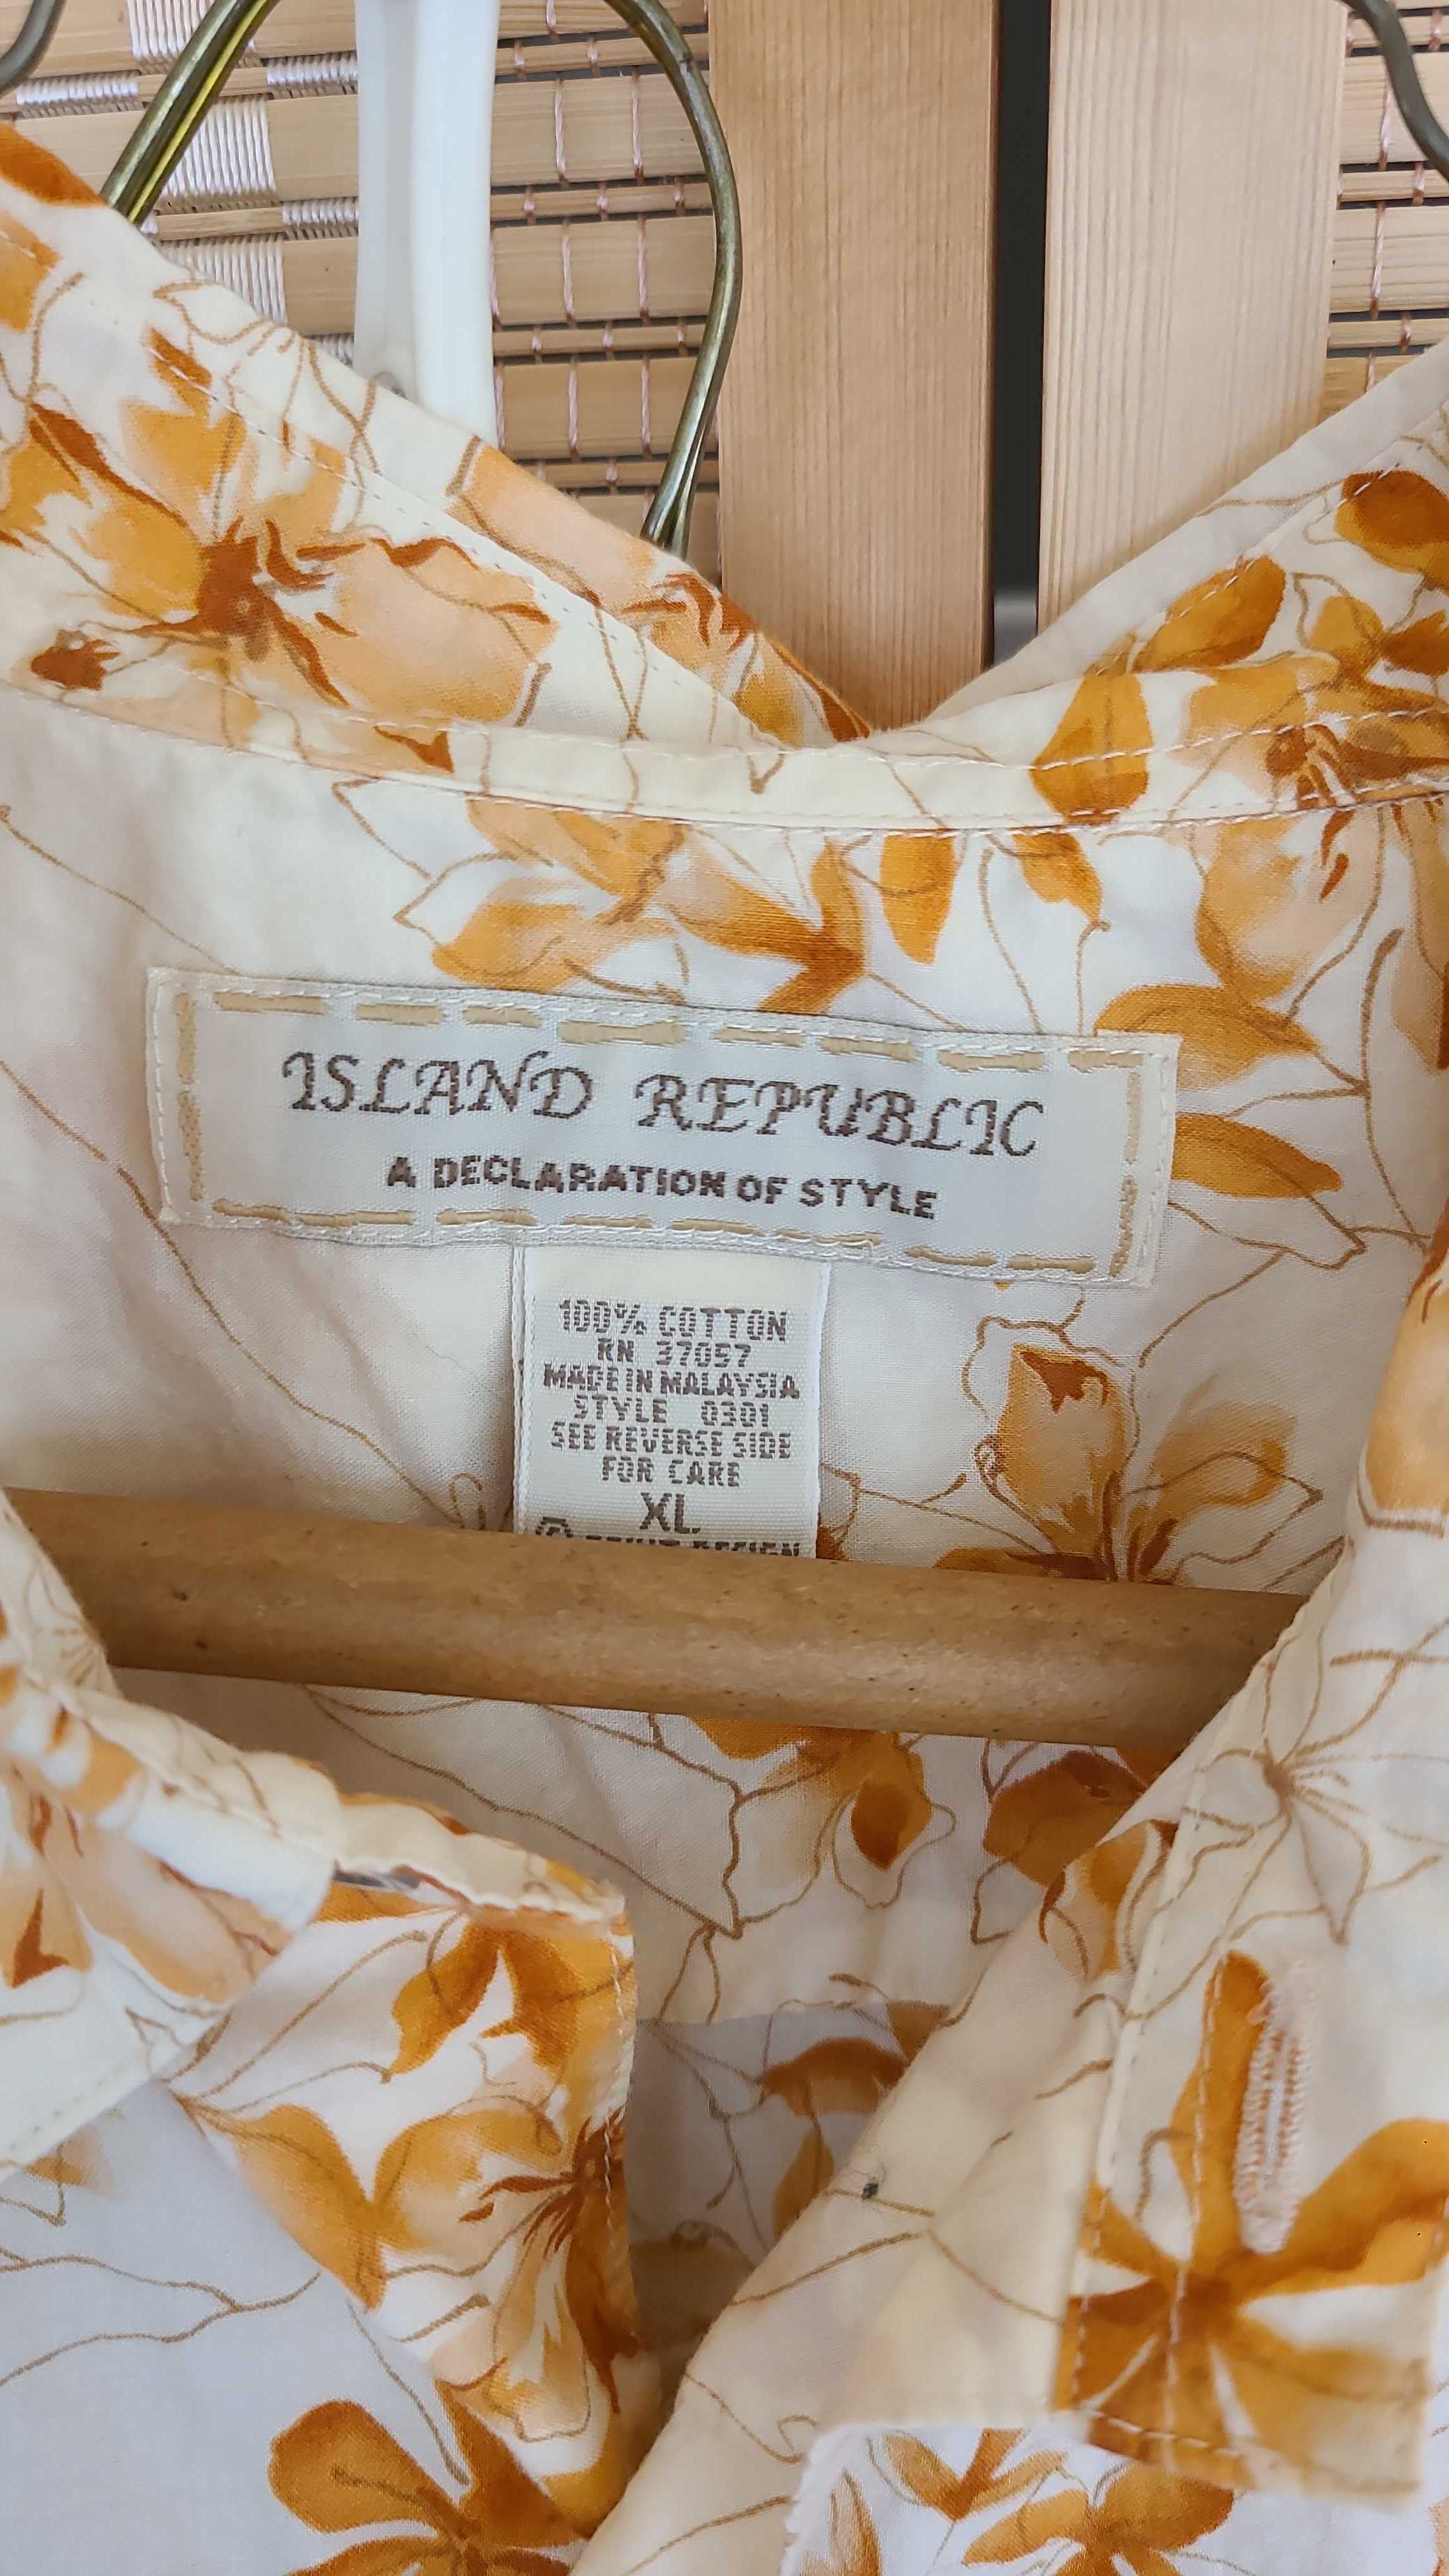 ISLAND REPUBLIC
A DECLARATION OF STYLE
100% COTTON
RN 37057
MADE IN MALAYSIA
STYLE 0301
SEE REVERSE SIDE
FOR CARE
XL